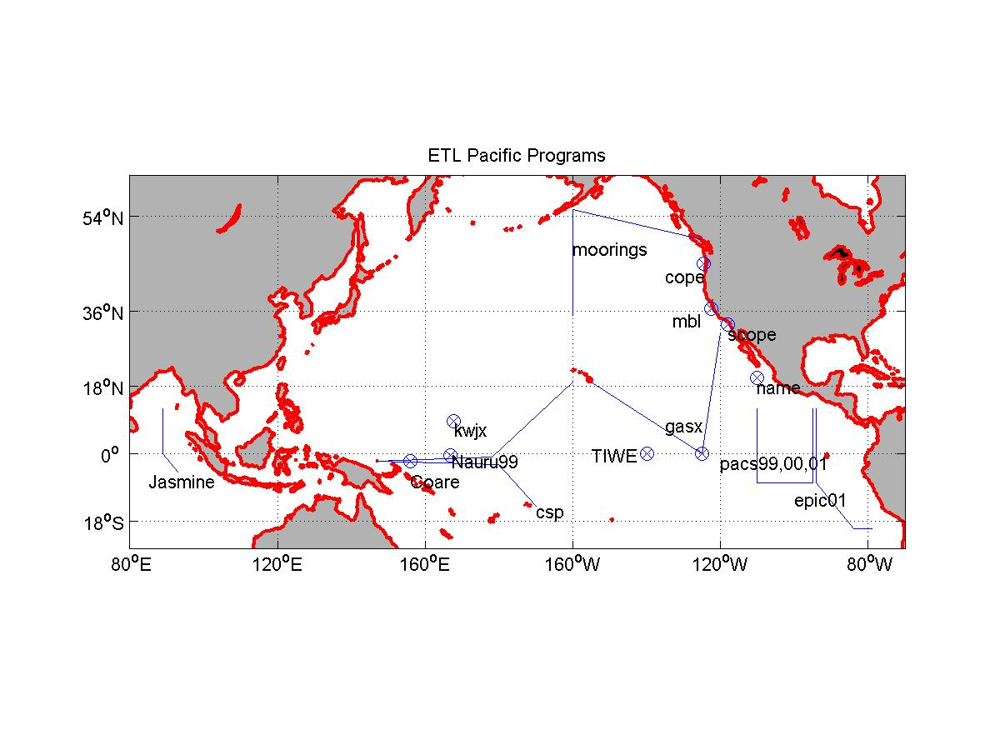 ETL Pacific Programs
54°N
moorings
cope
36°N
mbl
scope
18°N
name
kwjx
gasx
0°
TIWE
Nauru99
pacs99,00,01
Jasmine
Coare
epic01
csp
18°S
80°E
120°E
160°E
160°W
120°W
80°W